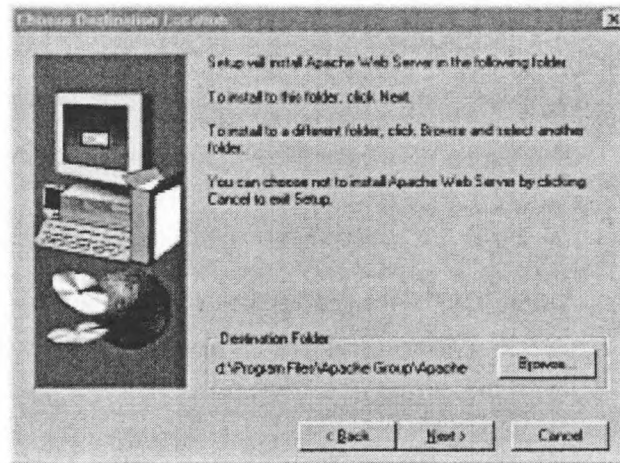 Choose Destination Location
Setup will install Apache Web Server in the following folder.
To install to this folder, click Next.
To install to a different folder, click Browse and select another
folder.
You can choose not to install Apache Web Server by clicking
Cancel to exit Setup.
Destination Folder
d:\Program Files\Apache Group\Apache
Browse...
< Back
Next >
Cancel